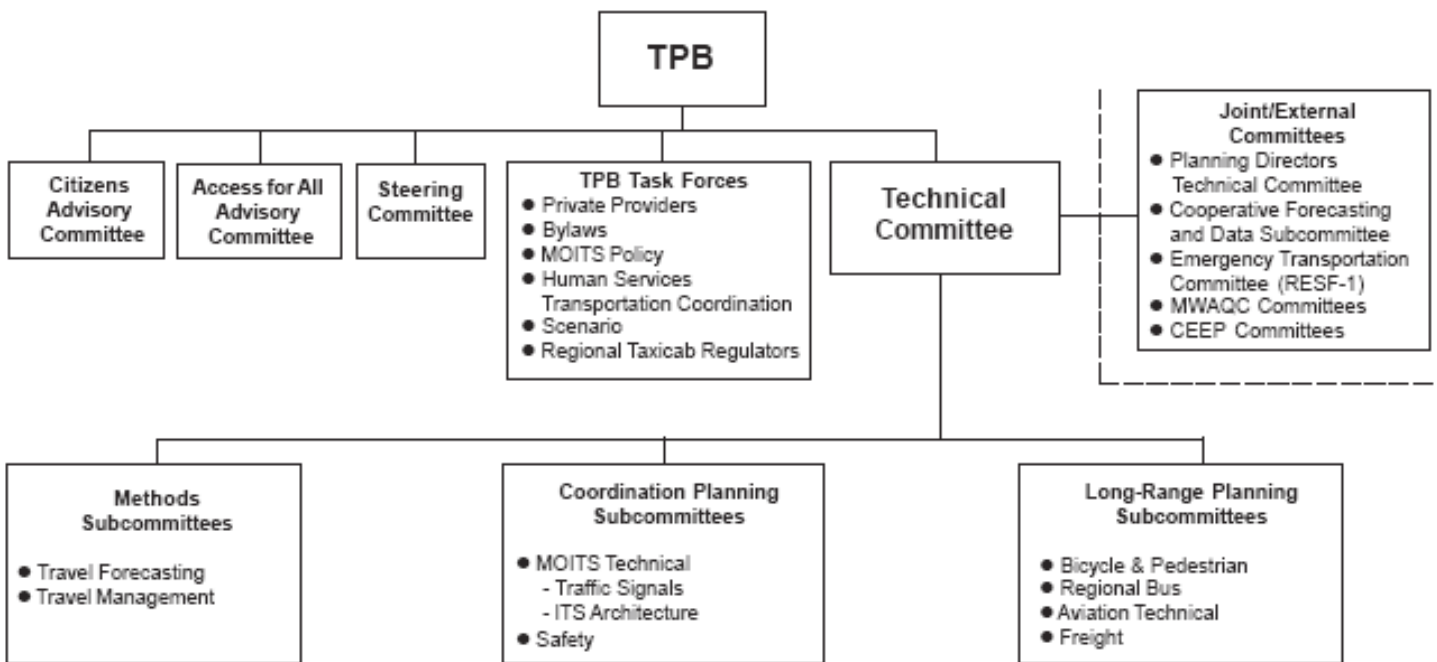 TPB
Citizens
Advisory
Committee
Access for All
Advisory
Committee
Steering
Committee
TPB Task Forces
● Private Providers
● Bylaws
● MOITS Policy
● Human Services
Transportation Coordination
● Scenario
● Regional Taxicab Regulators
Technical
Committee
Joint/External
Committees
● Planning Directors
Technical Committee
● Cooperative Forecasting
and Data Subcommittee
● Emergency Transportation
Committee (RESF-1)
● MWAQC Committees
● CEEP Committees
Methods
Subcommittees
● Travel Forecasting
● Travel Management
Coordination Planning
Subcommittees
● MOITS Technical
- Traffic Signals
- ITS Architecture
● Safety
Long-Range Planning
Subcommittees
● Bicycle & Pedestrian
● Regional Bus
● Aviation Technical
● Freight